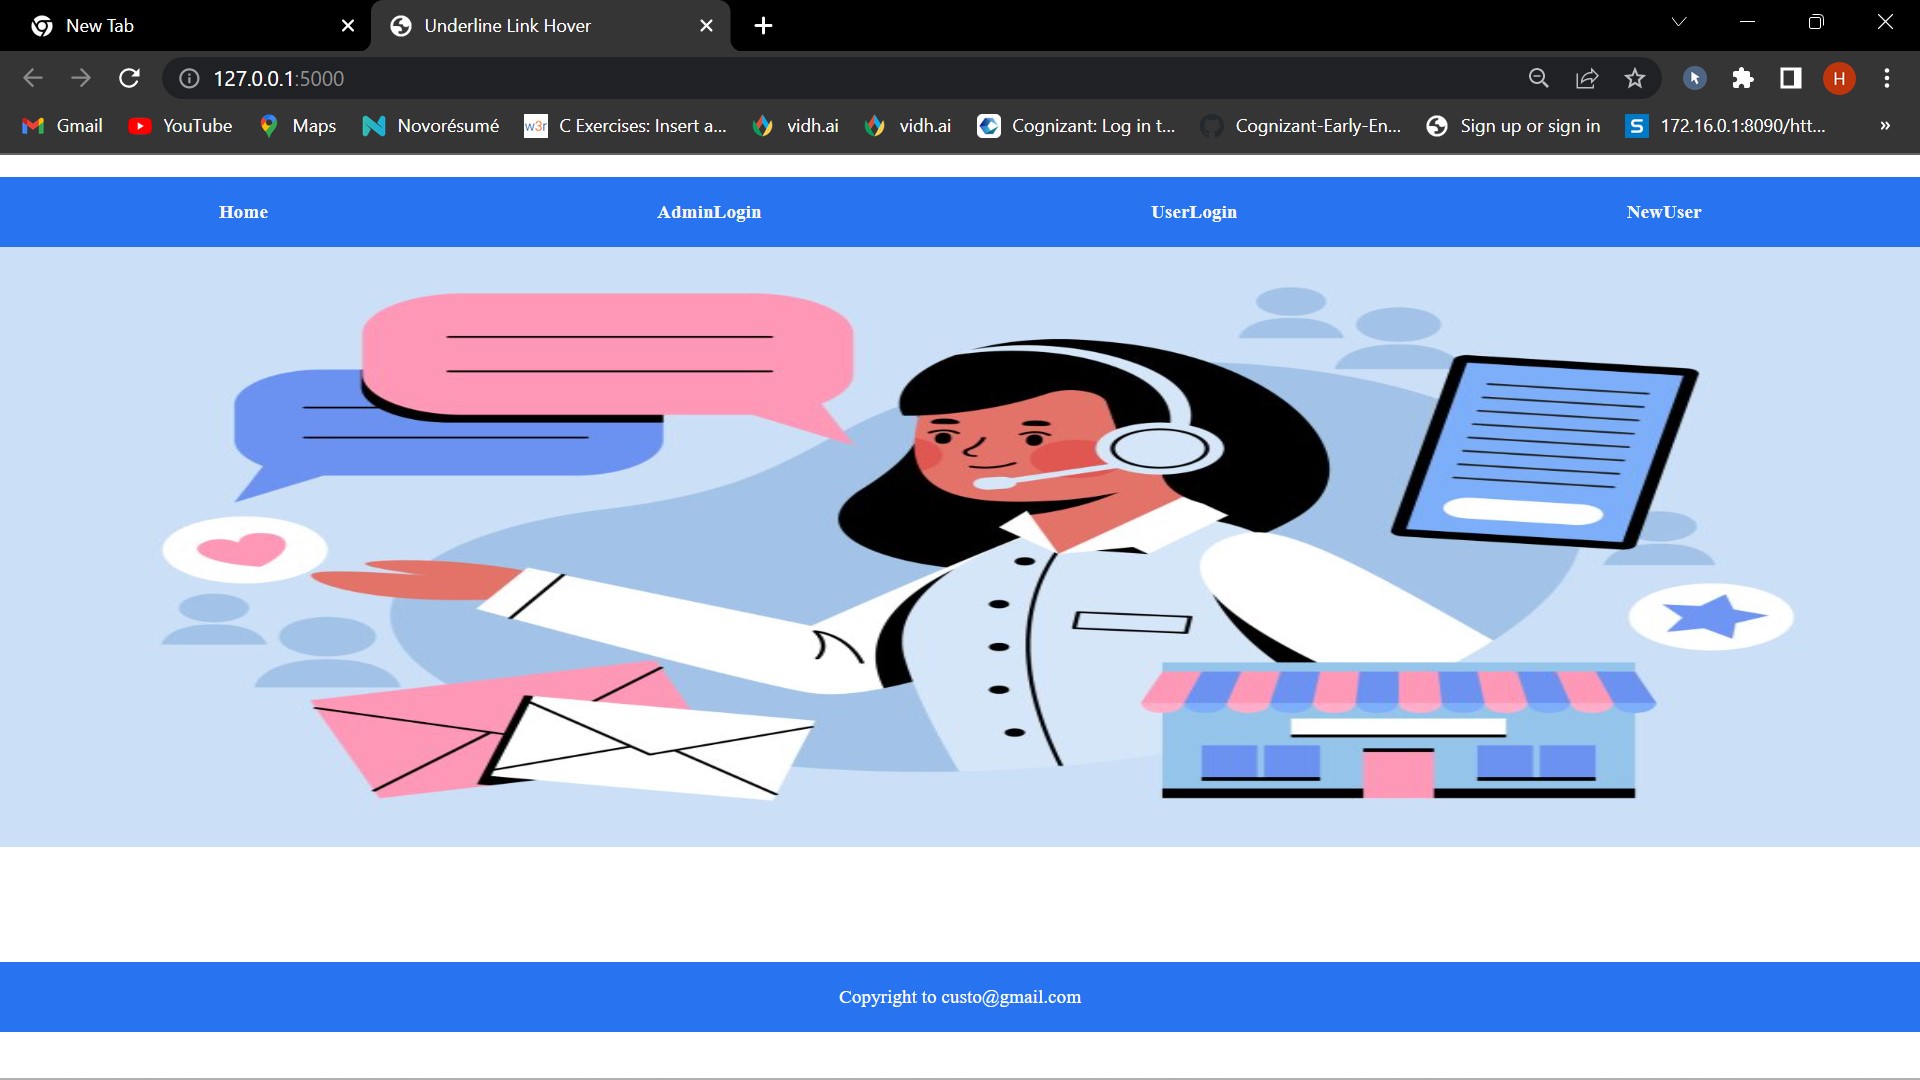 New Tab
Underline Link Hover
127.0.0.1:5000
H
Gmail
YouTube
Maps
Novorésumé
w3r C Exercises: Insert a...
vidh.ai
vidh.ai
Cognizant: Log in t...
Cognizant-Early-En...
Sign up or sign in
S 172.16.0.1:8090/htt...
»
Home AdminLogin UserLogin NewUser
Copyright to custo@gmail.com